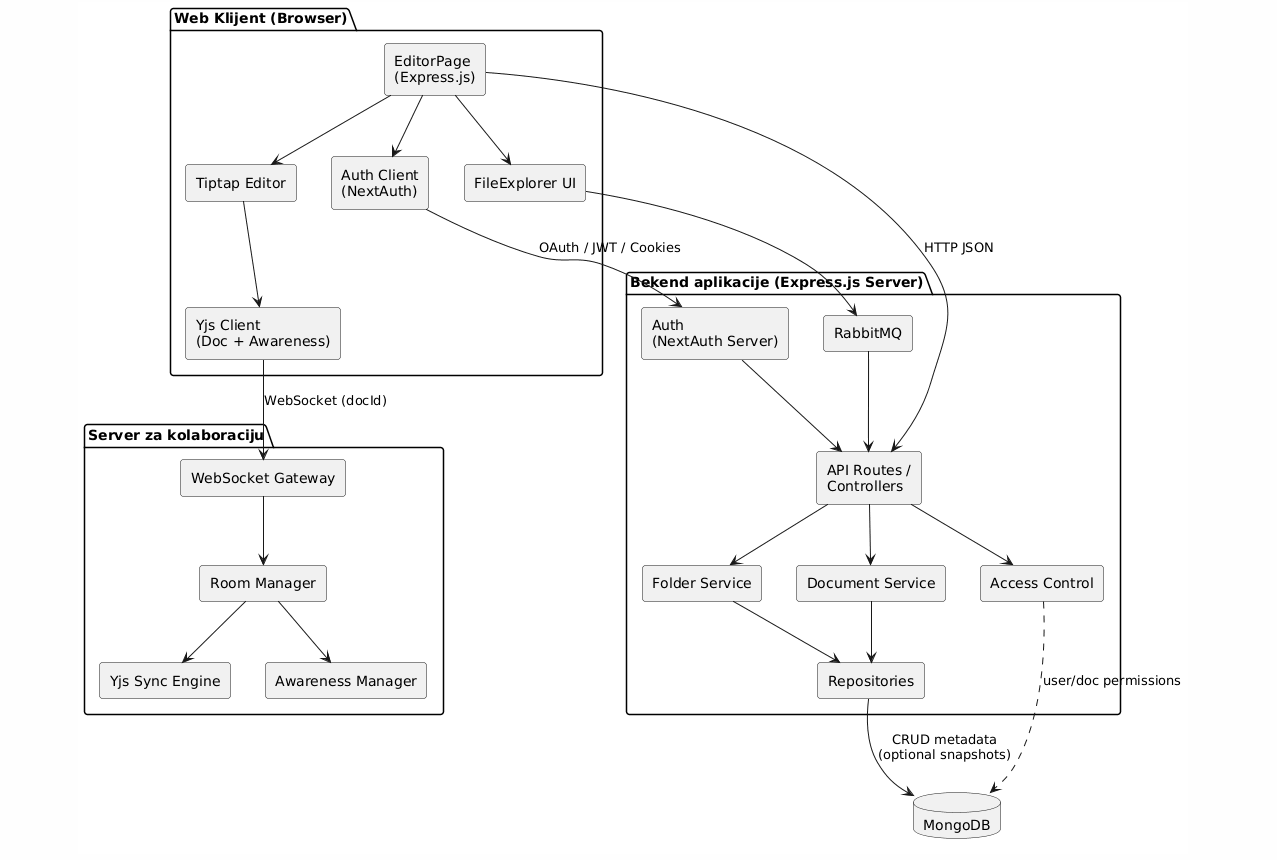 Web Klijent (Browser)
EditorPage
(Express.js)
Tiptap Editor
Auth Client
(NextAuth)
FileExplorer UI
OAuth / JWT / Cookies
HTTP JSON
Bekend aplikacije (Express.js Server)
Yjs Client
(Doc + Awareness)
Auth
(NextAuth Server)
RabbitMQ
WebSocket (docId)
Server za kolaboraciju
WebSocket Gateway
API Routes /
Controllers
Room Manager
Folder Service
Document Service
Access Control
Yjs Sync Engine
Awareness Manager
Repositories
user/doc permissions
CRUD metadata
(optional snapshots)
MongoDB